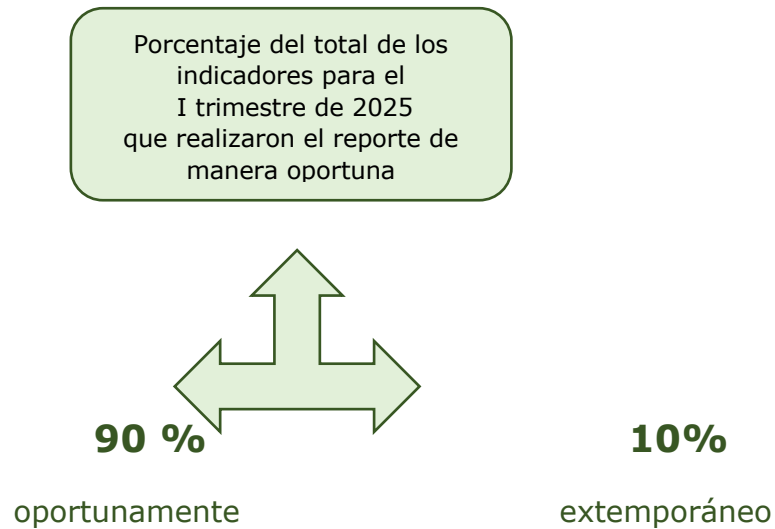 Porcentaje del total de los
indicadores para el
I trimestre de 2025
que realizaron el reporte de
manera oportuna
90 %
10%
oportunamente
extemporáneo